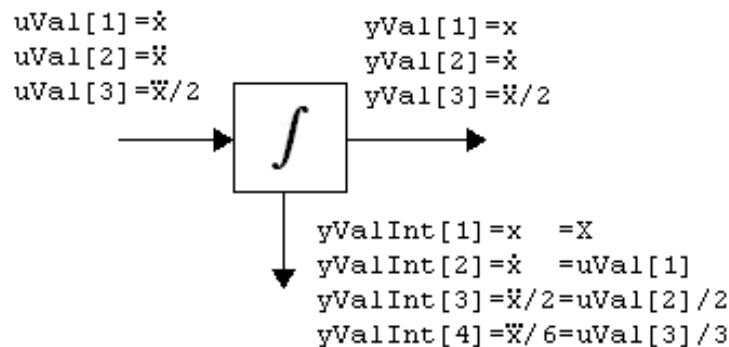 uVal[1]=ẋ
uVal[2]=ẍ
uVal[3]=x⃛/2
yVal[1]=x
yVal[2]=ẋ
yVal[3]=ẍ/2
∫
yValInt[1]=x =X
yValInt[2]=ẋ =uVal[1]
yValInt[3]=ẍ/2=uVal[2]/2
yValInt[4]=x⃛/6=uVal[3]/3